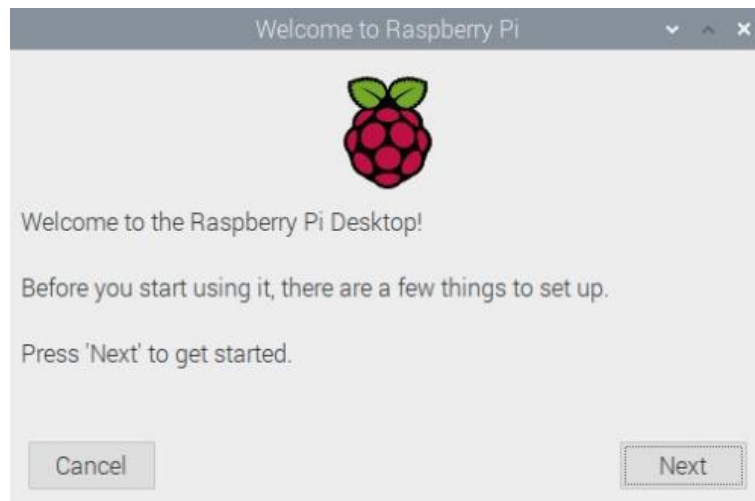 Welcome to Raspberry Pi
Welcome to the Raspberry Pi Desktop!
Before you start using it, there are a few things to set up.
Press 'Next' to get started.
Cancel
Next